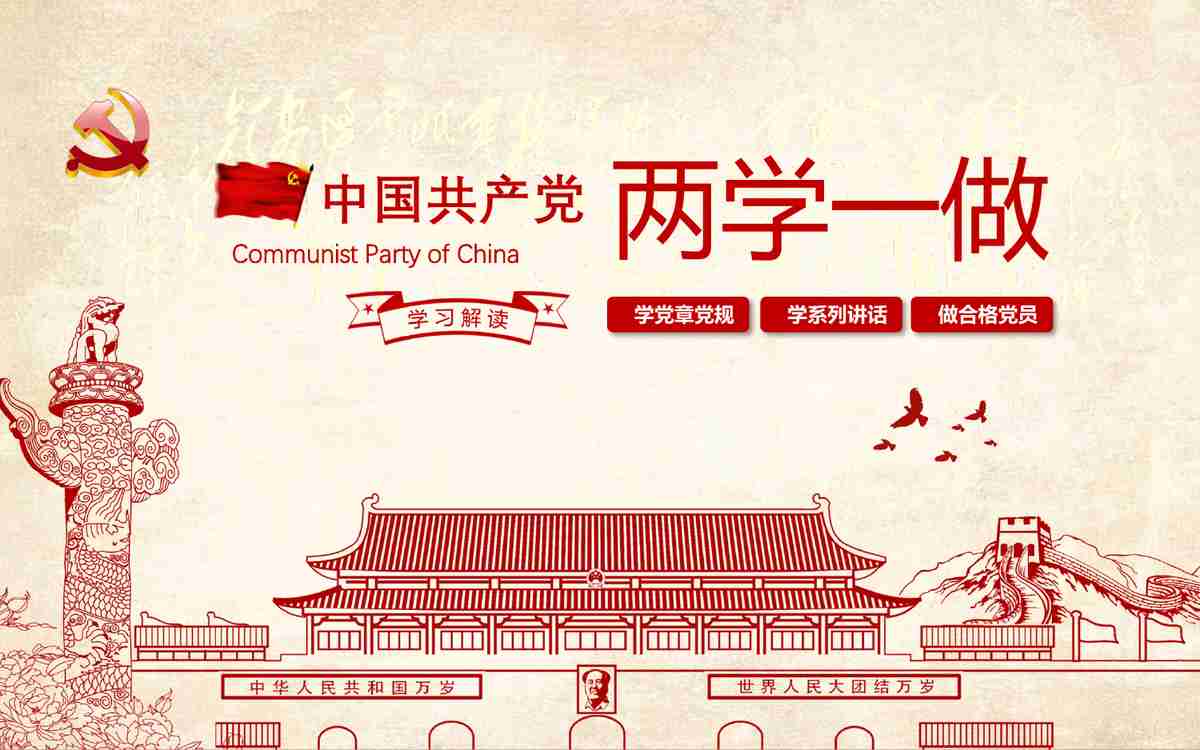 中国共产党
两学一做
Communist Party of China
学习解读
学党章党规
学系列讲话
做合格党员
中华人民共和国万岁
世界人民大团结万岁